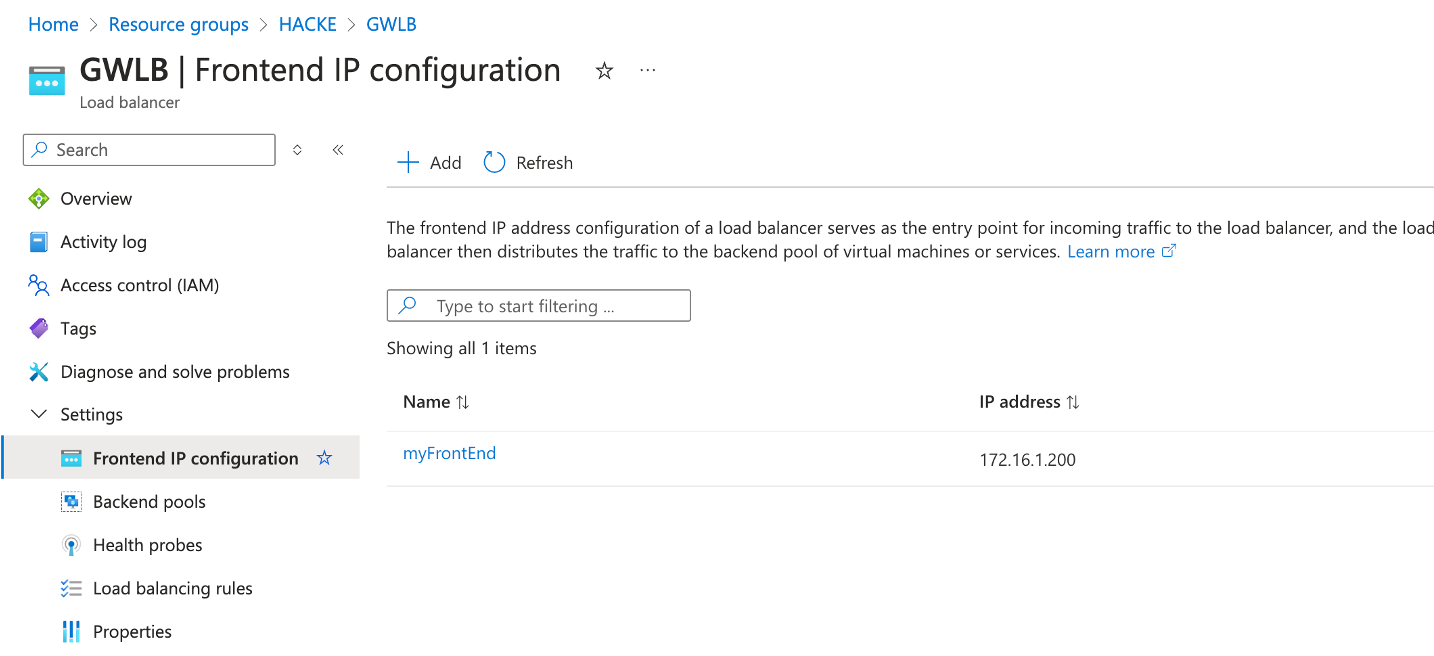 Home > Resource groups > HACKE > GWLB
GWLB | Frontend IP configuration
Load balancer
Search
Overview
Activity log
Access control (IAM)
Tags
Diagnose and solve problems
Settings
Frontend IP configuration
Backend pools
Health probes
Load balancing rules
Properties
Add Refresh
The frontend IP address configuration of a load balancer serves as the entry point for incoming traffic to the load balancer, and the load
balancer then distributes the traffic to the backend pool of virtual machines or services. Learn more
Type to start filtering ...
Showing all 1 items
Name IP address
myFrontEnd 172.16.1.200